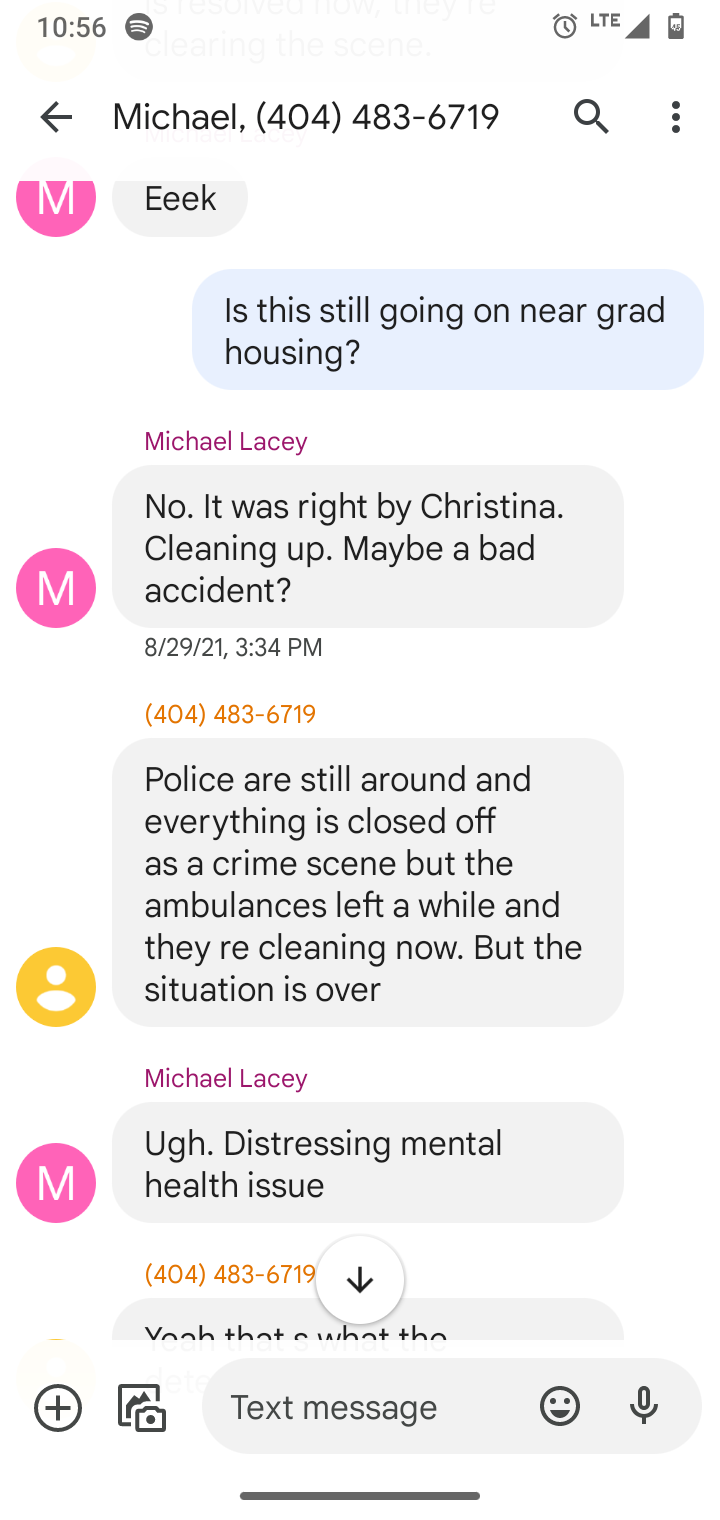 is resolved now, they're
10:56
LTE
45
clearing the scene.
Michael, (404) 483-6719
Michael Lacey
M
Eeek
Is this still going on near grad
housing?
Michael Lacey
No. It was right by Christina.
Cleaning up. Maybe a bad
accident?
M
8/29/21, 3:34 PM
(404) 483-6719
Police are still around and
everything is closed off
as a crime scene but the
ambulances left a while and
they re cleaning now. But the
situation is over
Michael Lacey
Ugh. Distressing mental
health issue
M
(404) 483-6719
Yeah that s what the
Text message